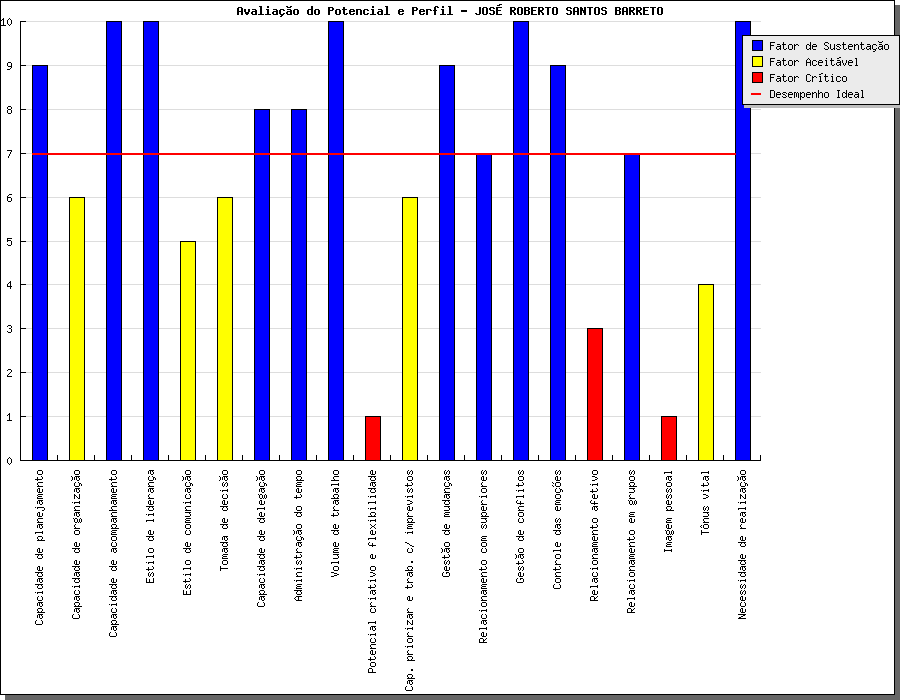 Avaliação do Potencial e Perfil - JOSÉ ROBERTO SANTOS BARRETO
10
9
8
7
6
5
4
3
2
1
0
Fator de Sustentação
Fator Aceitável
Fator Crítico
Desempenho Ideal
Capacidade de planejamento
Capacidade de organização
Capacidade de acompanhamento
Estilo de liderança
Estilo de comunicação
Tomada de decisão
Capacidade de delegação
Administração do tempo
Volume de trabalho
Potencial criativo e flexibilidade
Cap. priorizar e trab. c/ imprevistos
Gestão de mudanças
Relacionamento com superiores
Gestão de conflitos
Controle das emoções
Relacionamento afetivo
Relacionamento em grupos
Imagem pessoal
Tônus vital
Necessidade de realização